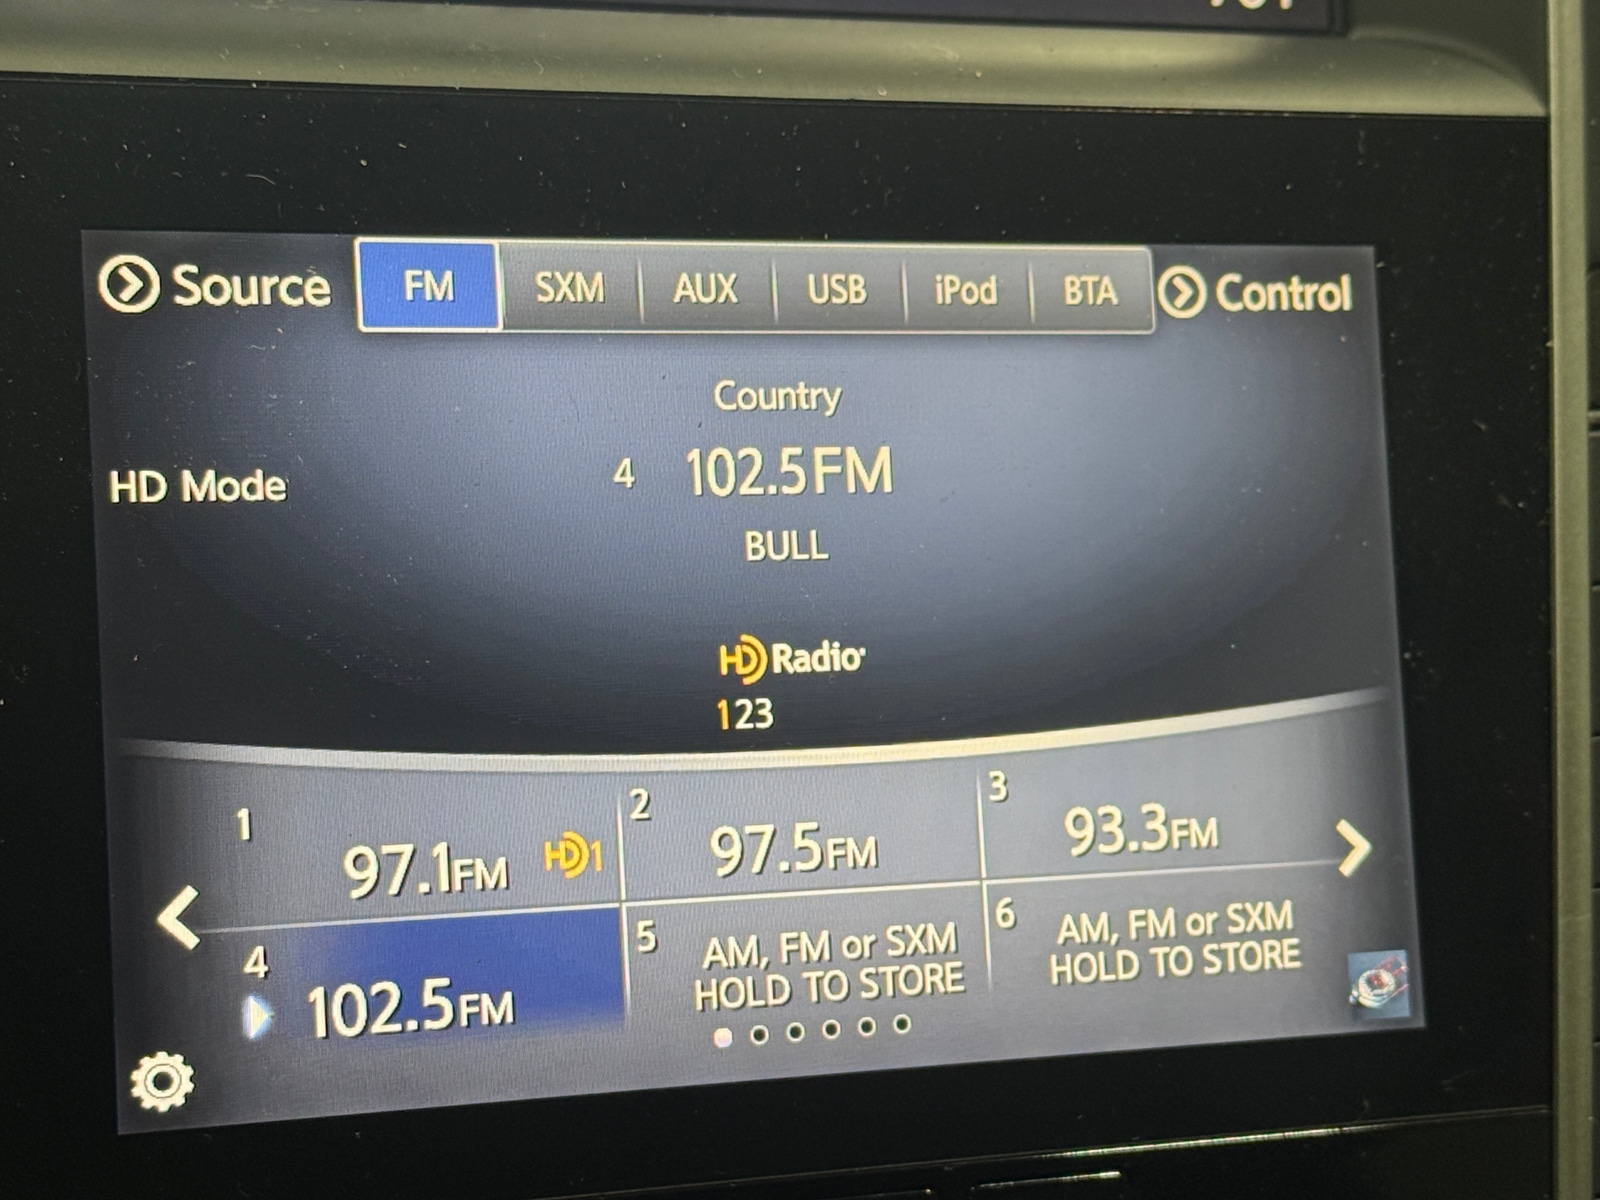 Source FM SXM AUX USB iPod BTA Control
Country
HD Mode 4 102.5FM
BULL
HD Radio
123
1 97.1FM HD1
2 97.5FM
3 93.3FM
4 102.5FM
5 AM, FM or SXM
HOLD TO STORE
6 AM, FM or SXM
HOLD TO STORE